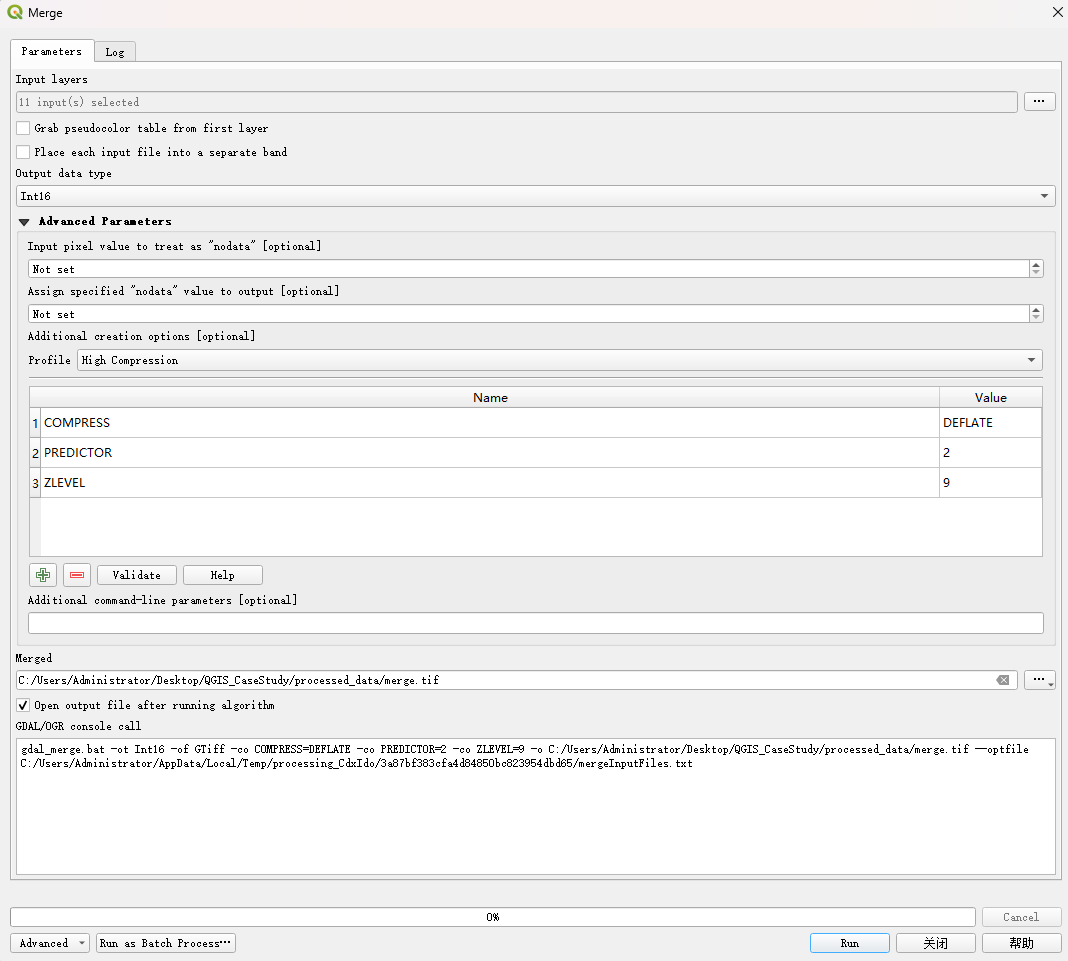 Merge
Parameters
Log
Input layers
11 input(s) selected
...
Grab pseudocolor table from first layer
Place each input file into a separate band
Output data type
Int16
Advanced Parameters
Input pixel value to treat as "nodata" [optional]
Not set
Assign specified "nodata" value to output [optional]
Not set
Additional creation options [optional]
Profile High Compression
Name Value
1 COMPRESS DEFLATE
2 PREDICTOR 2
3 ZLEVEL 9
Validate Help
Additional command-line parameters [optional]
Merged
C:/Users/Administrator/Desktop/QGIS_CaseStudy/processed_data/merge.tif
...
Open output file after running algorithm
GDAL/OGR console call
gdal_merge.bat -ot Int16 -of GTiff -co COMPRESS=DEFLATE -co PREDICTOR=2 -co ZLEVEL=9 -o C:/Users/Administrator/Desktop/QGIS_CaseStudy/processed_data/merge.tif --optfile
C:/Users/Administrator/AppData/Local/Temp/processing_CdxIdo/3a87bf383cfa4d84850bc823954dbd65/mergeInputFiles.txt
0%
Cancel
Advanced Run as Batch Process… Run 关闭 帮助